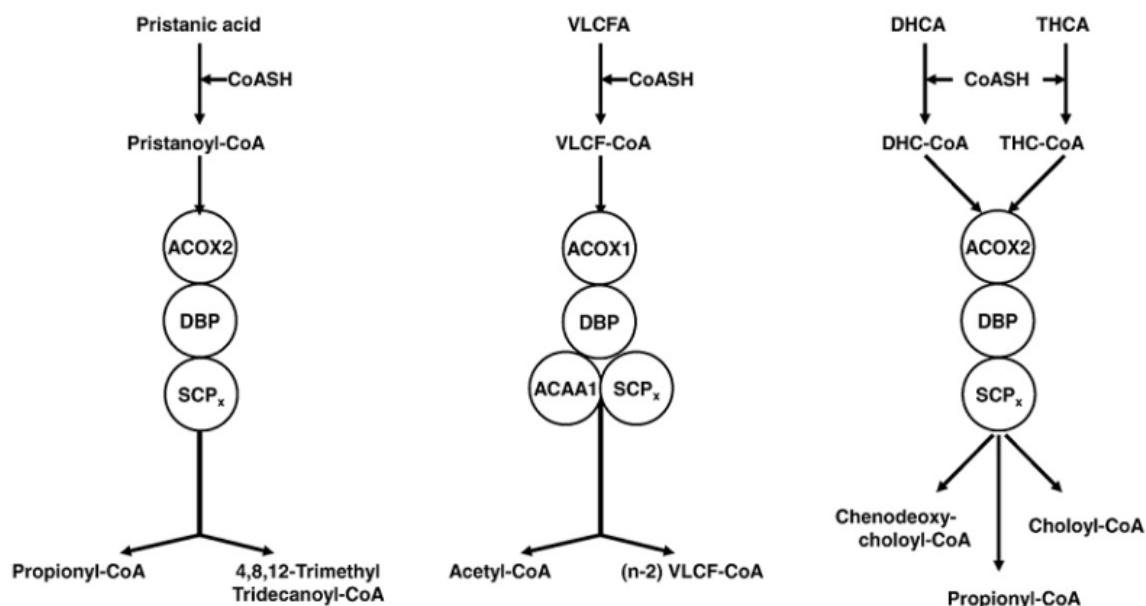 Pristanic acid
CoASH
Pristanoyl-CoA
ACOX2
DBP
SCPx
Propionyl-CoA
4,8,12-Trimethyl
Tridecanoyl-CoA
VLCFA
CoASH
VLCF-CoA
ACOX1
DBP
ACAA1
SCPx
Acetyl-CoA
(n-2) VLCF-CoA
DHCA
THCA
CoASH
DHC-CoA
THC-CoA
ACOX2
DBP
SCPx
Chenodeoxy-
choloyl-CoA
Choloyl-CoA
Propionyl-CoA